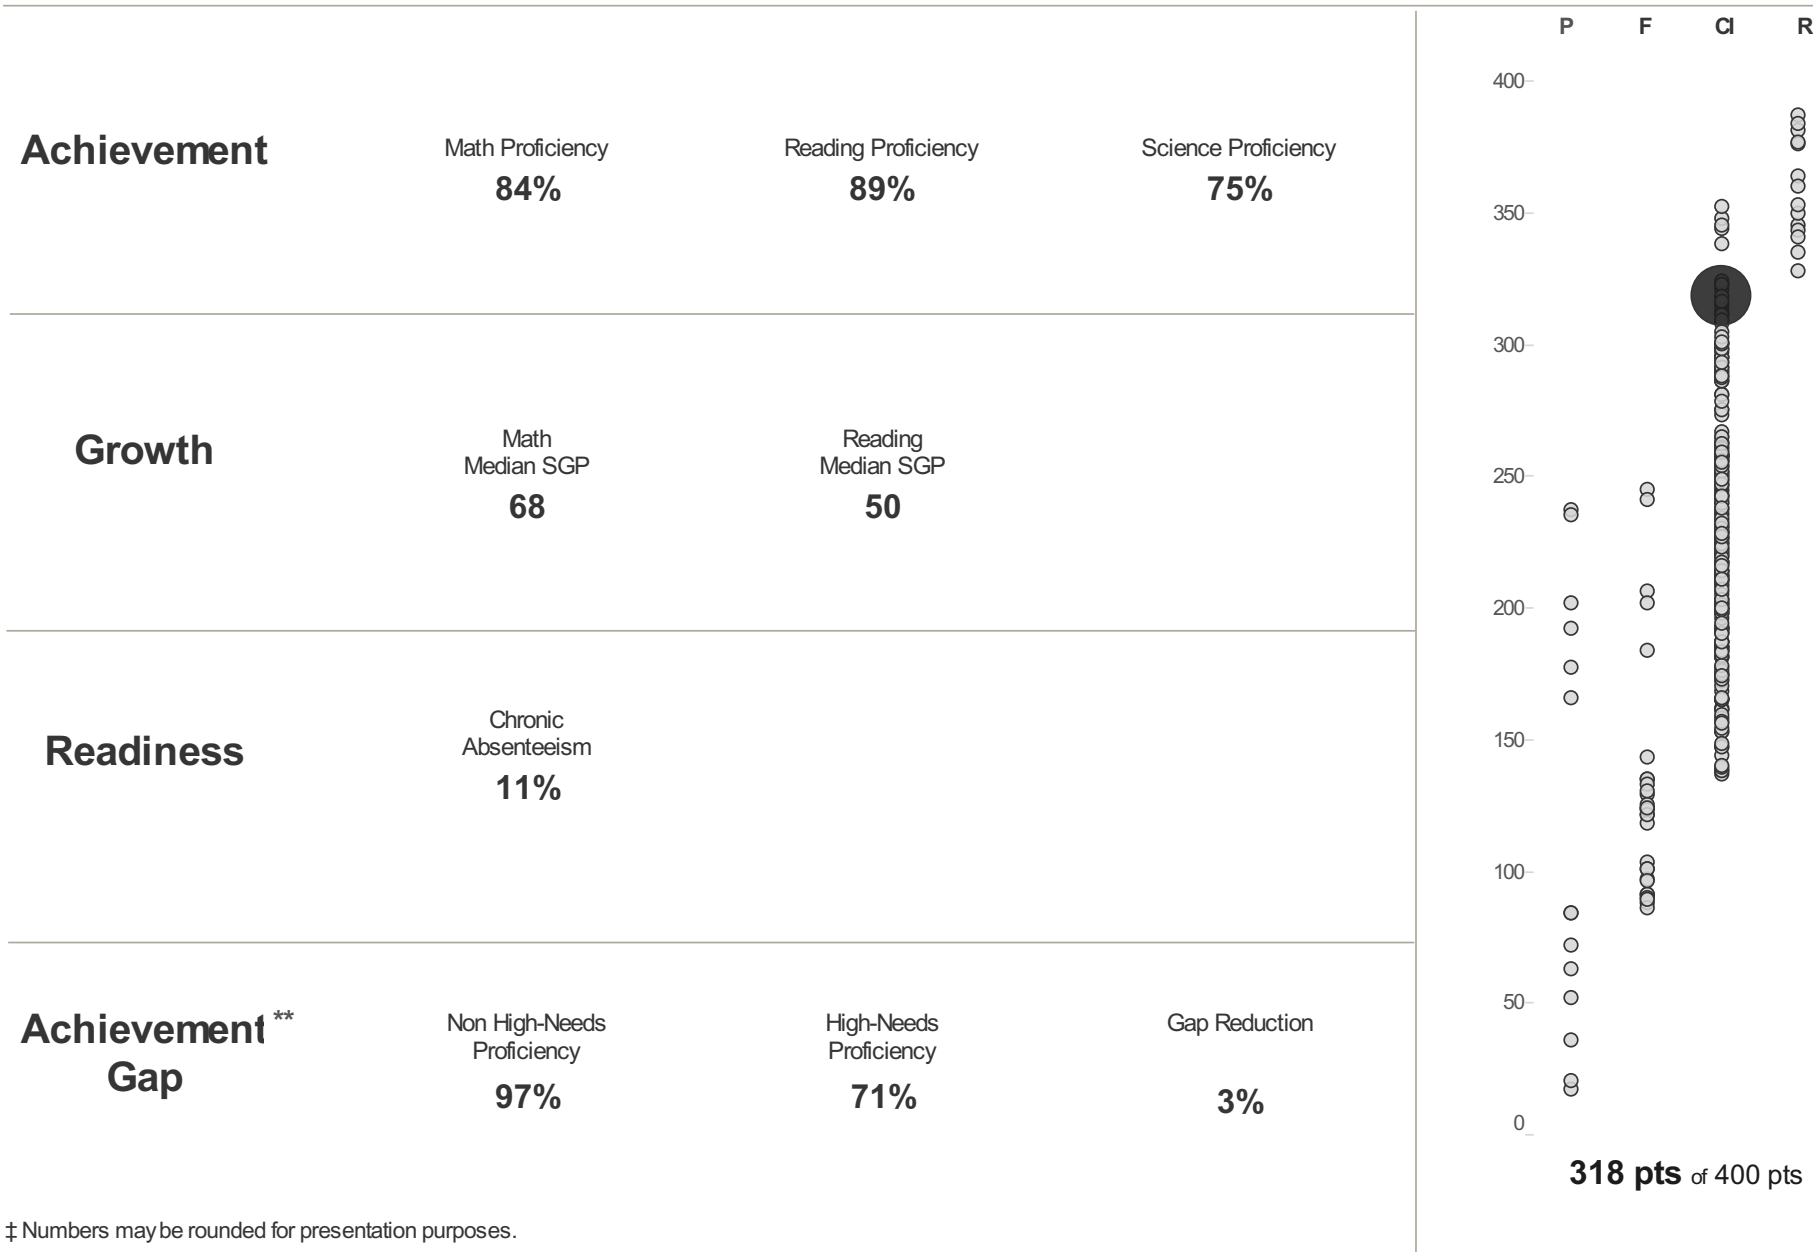 Achievement
Math Proficiency
84%
Reading Proficiency
89%
Science Proficiency
75%
Growth
Math
Median SGP
68
Reading
Median SGP
50
Readiness
Chronic
Absenteeism
11%
Achievement **
Gap
Non High-Needs
Proficiency
97%
High-Needs
Proficiency
71%
Gap Reduction
3%
P F CI R
400
350
300
250
200
150
100
50
0
318 pts of 400 pts
‡ Numbers may be rounded for presentation purposes.